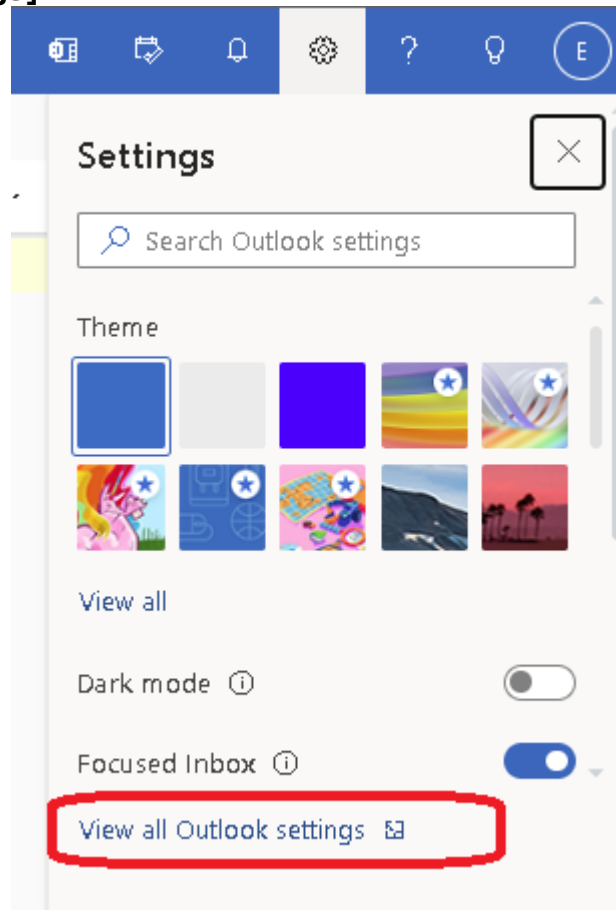 E
Settings
Search Outlook settings
Theme
View all
Dark mode
Focused Inbox
View all Outlook settings